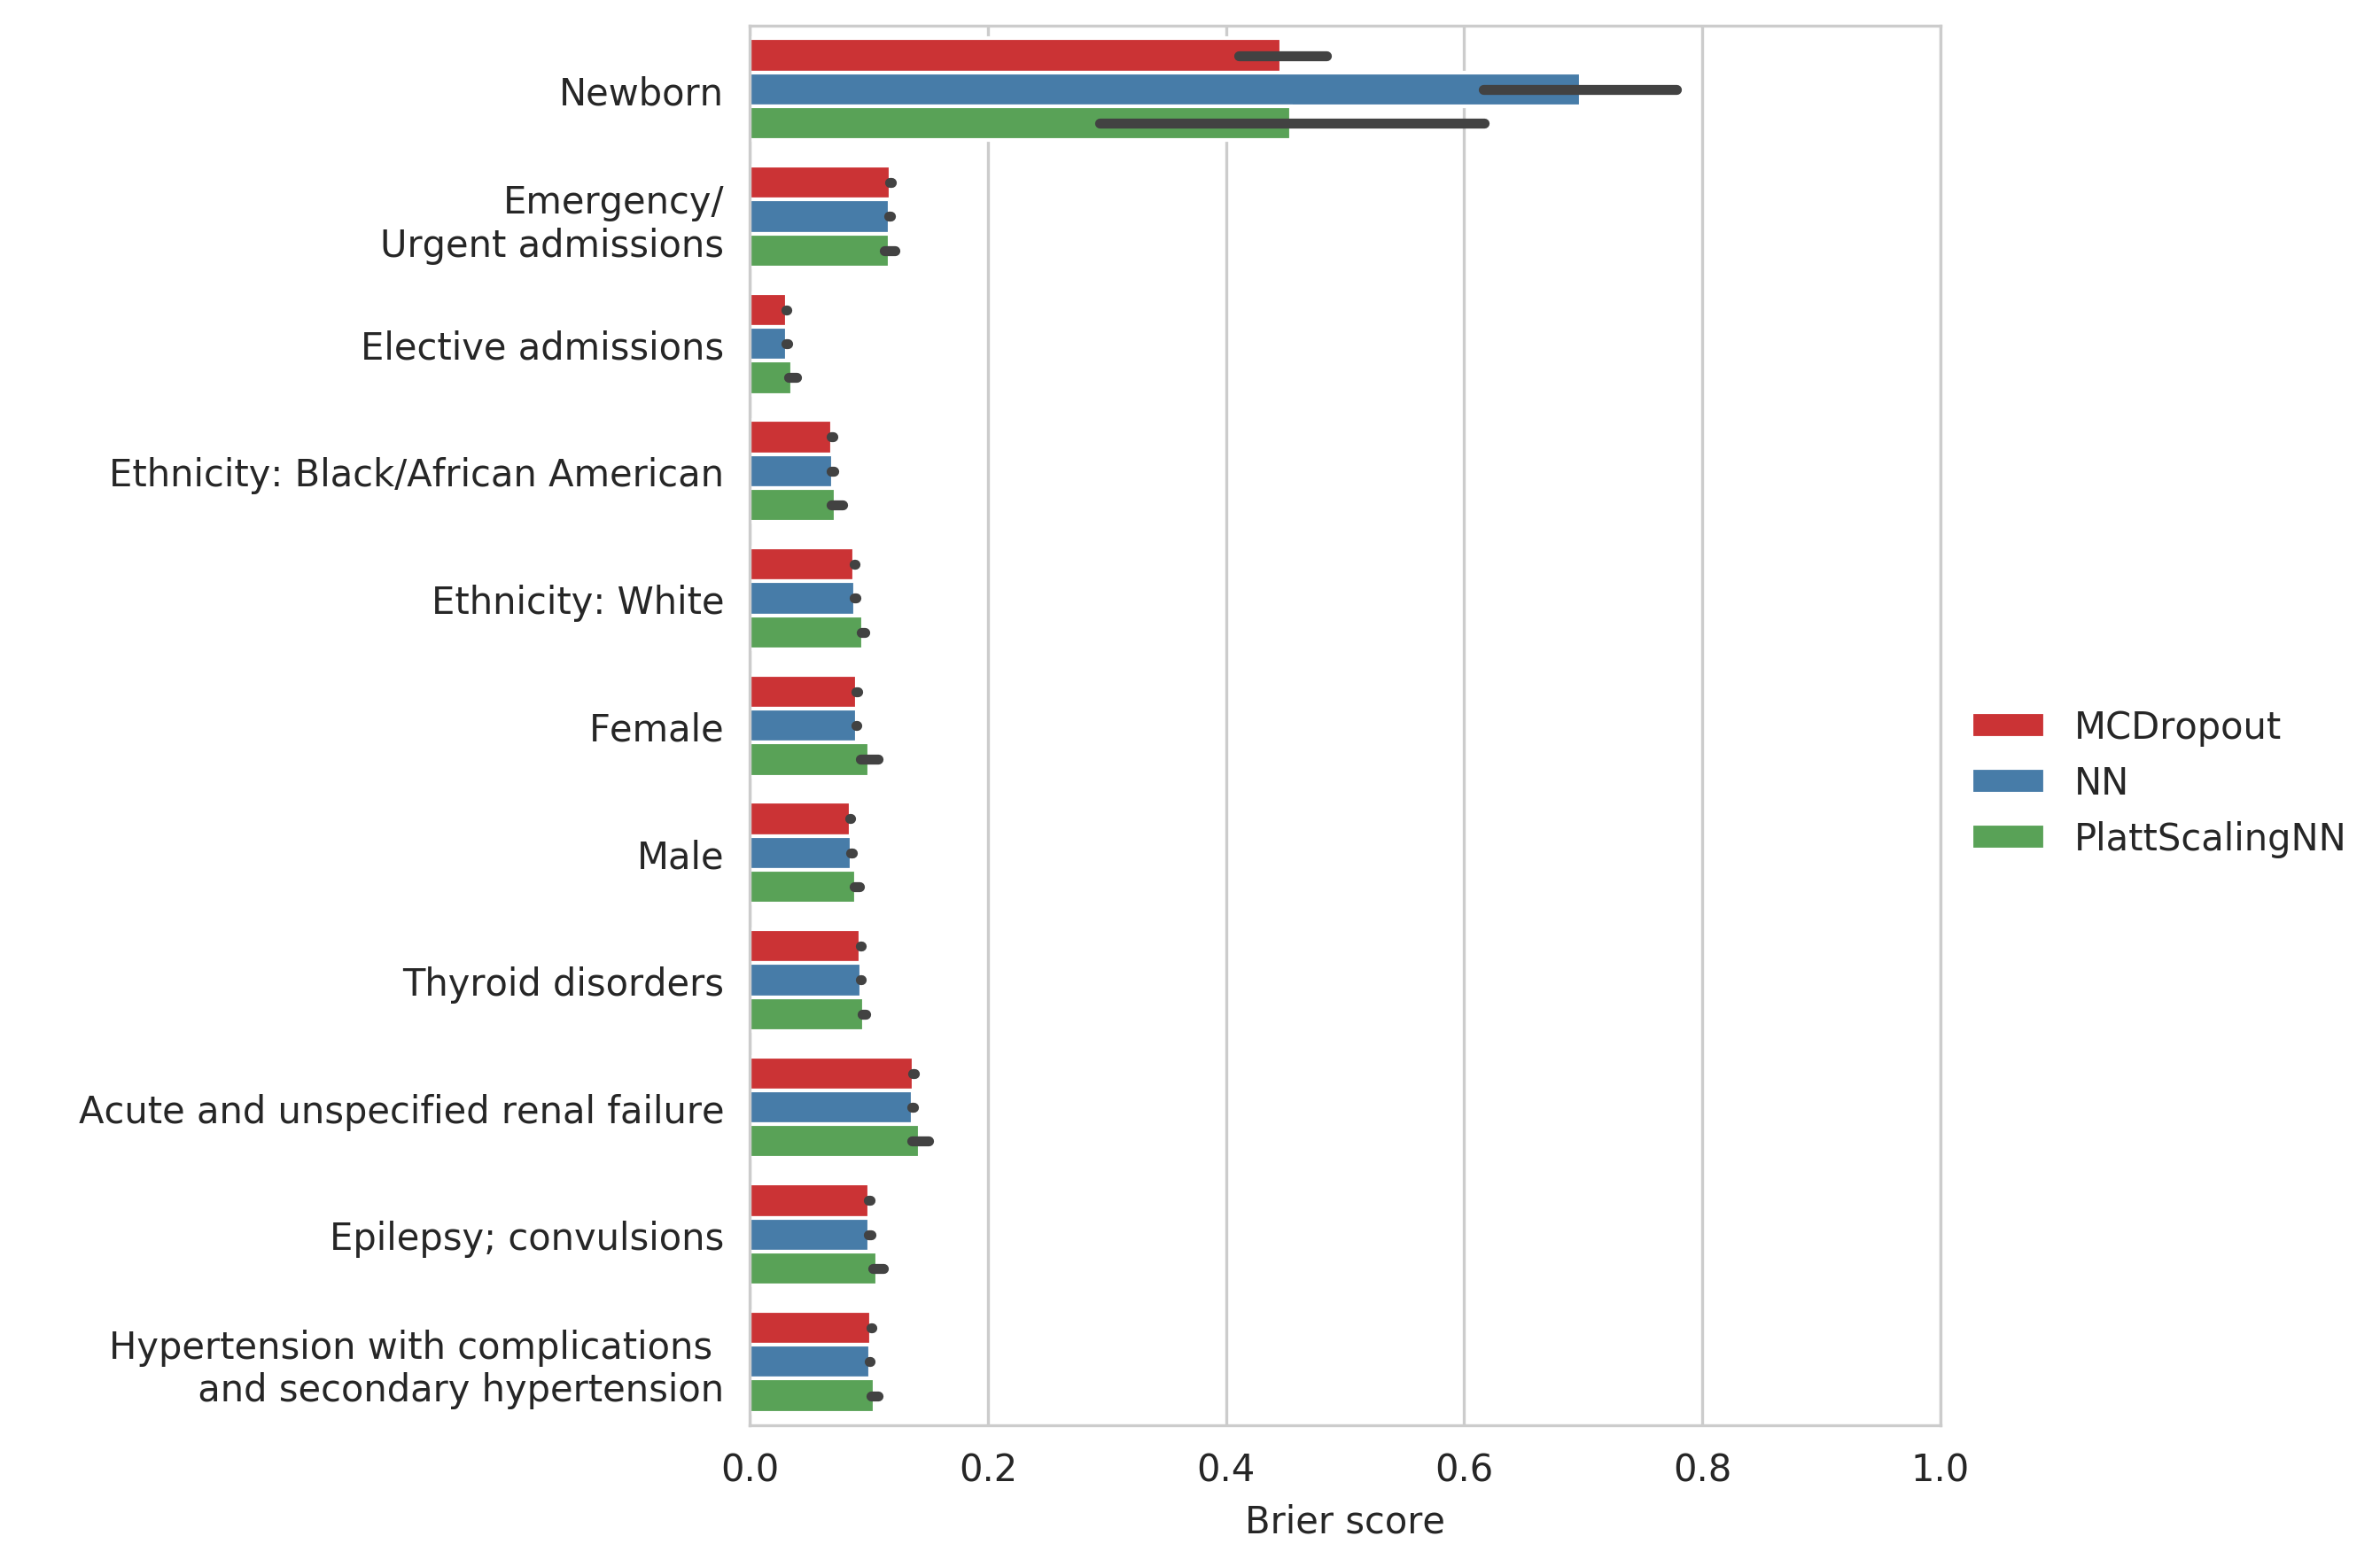 Newborn
Emergency/
Urgent admissions
Elective admissions
Ethnicity: Black/African American
Ethnicity: White
Female
Male
Thyroid disorders
Acute and unspecified renal failure
Epilepsy; convulsions
Hypertension with complications
and secondary hypertension
0.0 0.2 0.4 0.6 0.8 1.0
Brier score
MCDropout
NN
PlattScalingNN